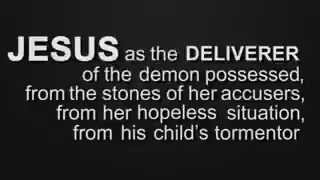 JESUS as the DELIVERER
of the demon possessed,
from the stones of her accusers,
from her hopeless situation,
from his child's tormentor